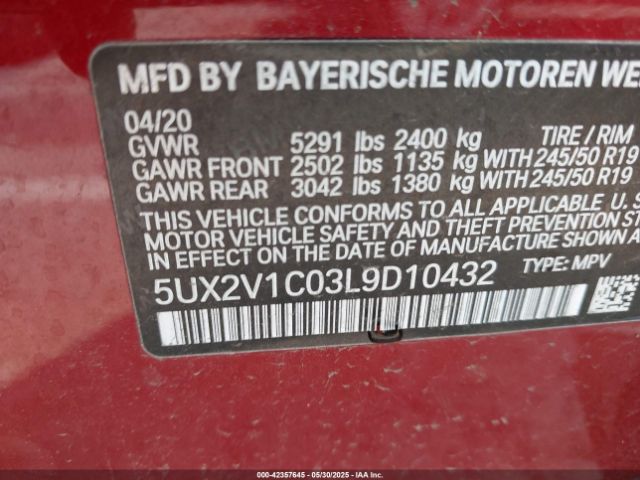 MFD BY BAYERISCHE MOTOREN WE
04/20
GVWR 5291 lbs 2400 kg TIRE / RIM
GAWR FRONT 2502 lbs 1135 kg WITH 245/50 R19
GAWR REAR 3042 lbs 1380 kg WITH 245/50 R19
THIS VEHICLE CONFORMS TO ALL APPLICABLE U. S.
MOTOR VEHICLE SAFETY AND THEFT PREVENTION
IN EFFECT ON THE DATE OF MANUFACTURE SHOWN
5UX2V1C03L9D10432 TYPE: MPV
000-42357645 • 05/30/2025 • IAA Inc.